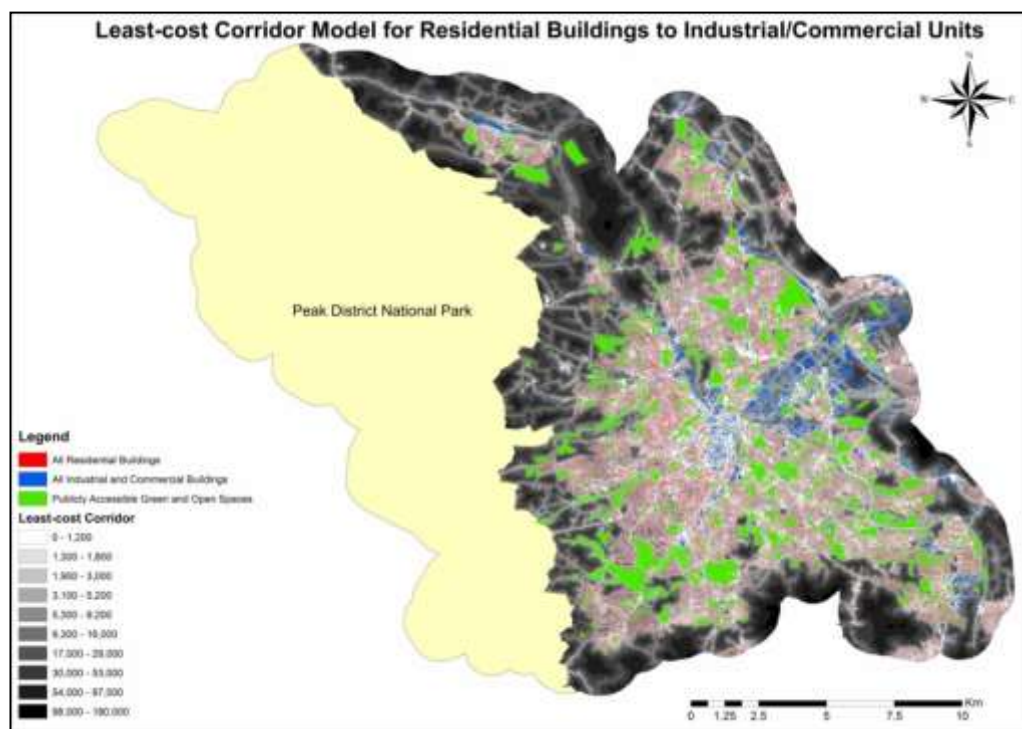 Least-cost Corridor Model for Residential Buildings to Industrial/Commercial Units
N
W E
S
Peak District National Park
Legend
All Residential Buildings
All Industrial and Commercial Buildings
Publicly Accessible Green and Open Spaces
Least-cost Corridor
0 - 1,200
1,300 - 1,800
1,900 - 3,000
3,100 - 5,200
5,300 - 9,200
9,300 - 16,000
17,000 - 29,000
30,000 - 53,000
54,000 - 97,000
98,000 - 180,000
Km
0 1.25 2.5 5 7.5 10